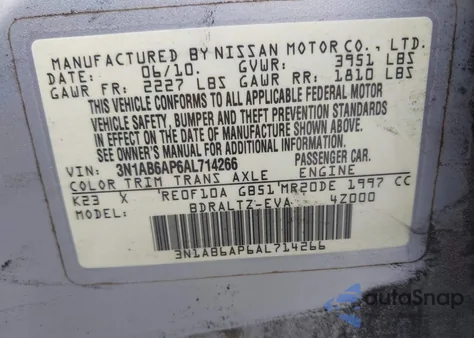 MANUFACTURED BY NISSAN MOTOR CO., LTD.
DATE: 06/10. GVWR: 3951 LBS
GAWR FR: 2227 LBS GAWR RR: 1810 LBS
THIS VEHICLE CONFORMS TO ALL APPLICABLE FEDERAL MOTOR
VEHICLE SAFETY, BUMPER AND THEFT PREVENTION STANDARDS
IN EFFECT ON THE DATE OF MANUFACTURE SHOWN ABOVE.
SEE OWNER'S MANUAL FOR ADDITIONAL INFORMATION.
VIN: 3N1AB6AP6AL714266 PASSENGER CAR.
COLOR TRIM TRANS AXLE ENGINE
K23 X RE0F10A GB51 MR20DE 1997 CC
MODEL: BDRALTZ-EVA 4Z000
3N1AB6AP6AL714266
autoSnap